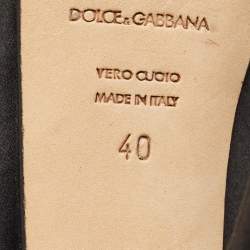 DOLCE & GABBANA
VERO CUOIO
MADE IN ITALY
40